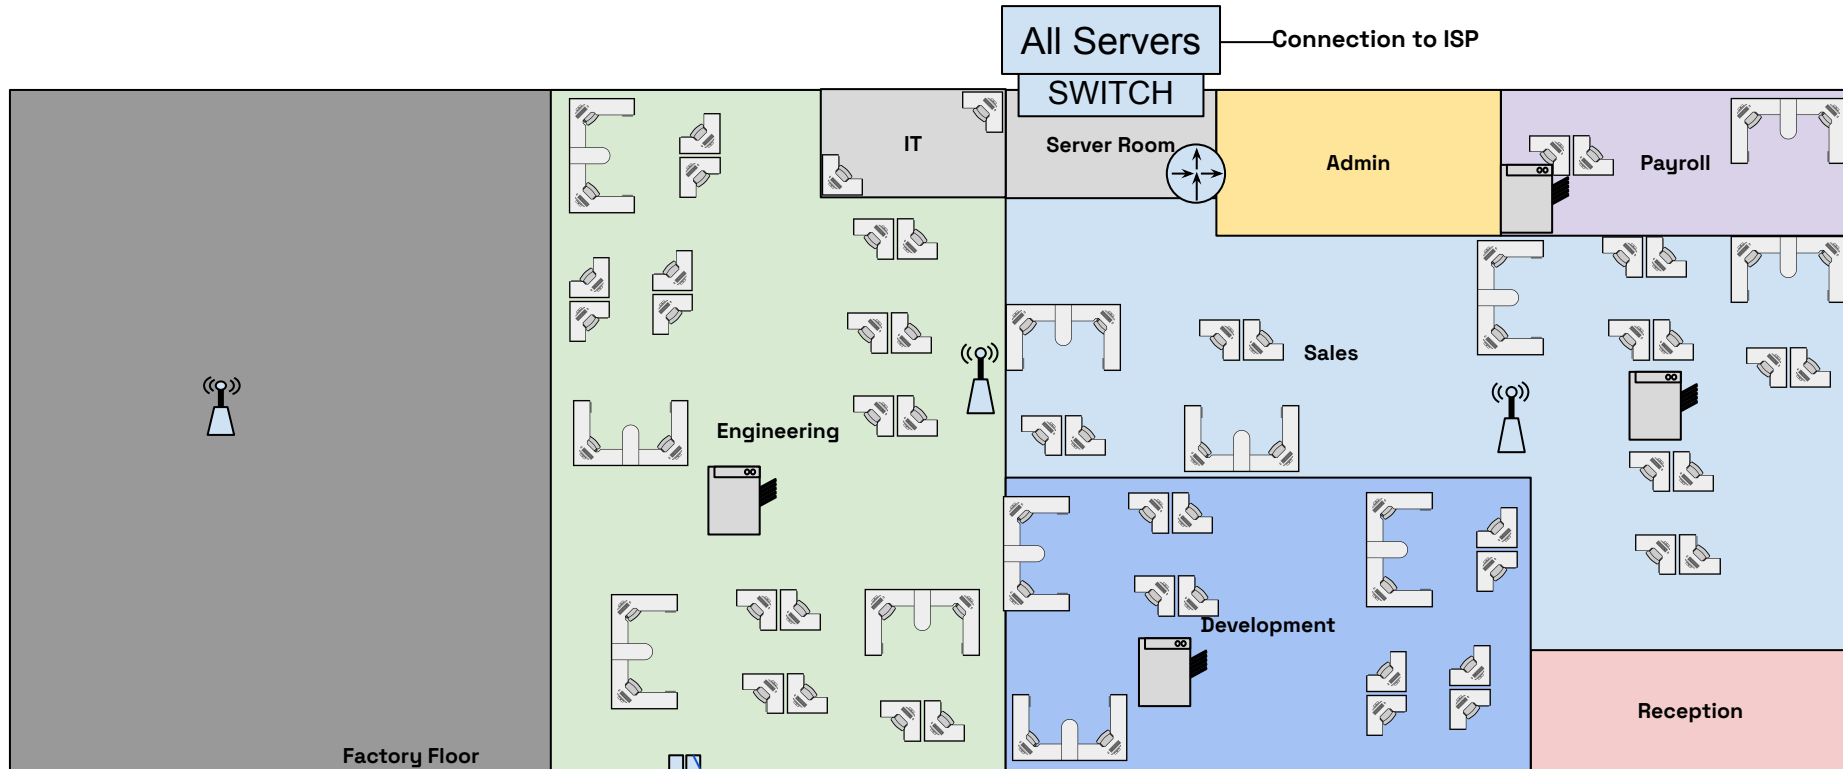 All Servers
Connection to ISP
SWITCH
IT
Server Room
Admin
Payroll
Sales
Engineering
Development
Reception
Factory Floor